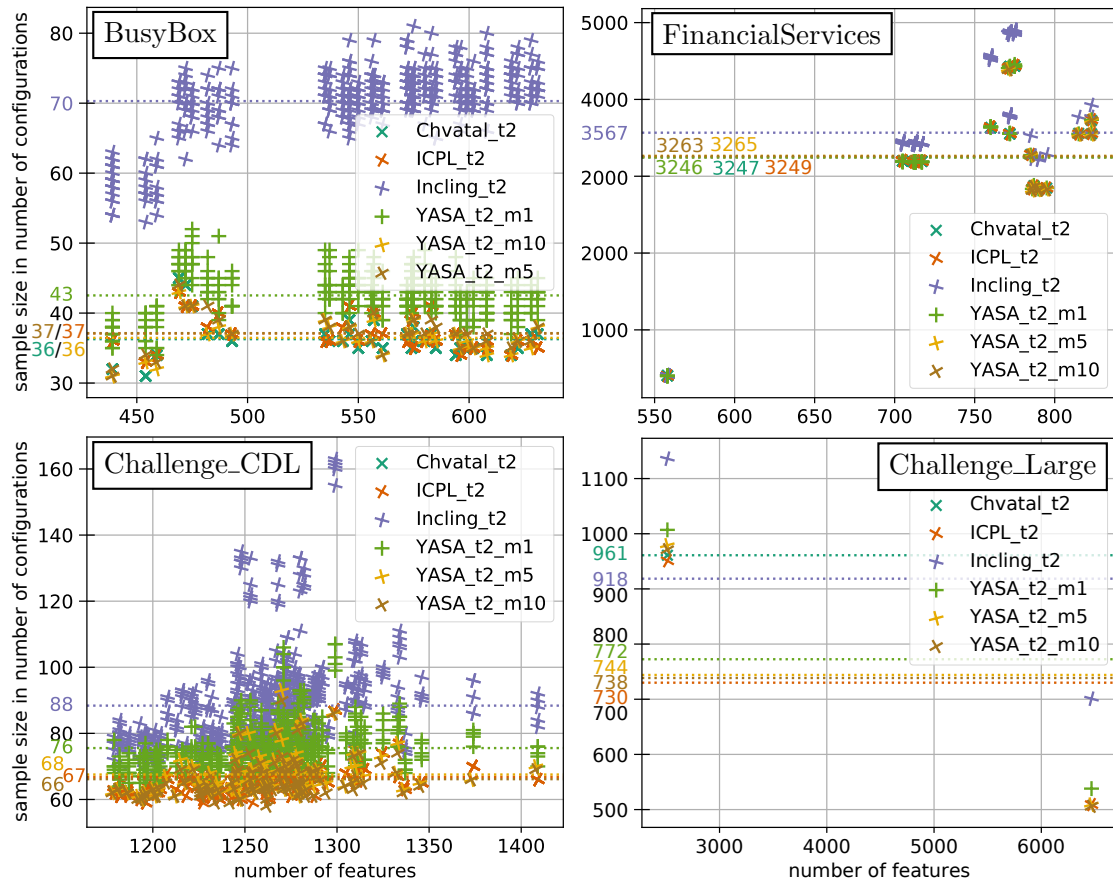 BusyBox
80
70
60
50
43
40
37/37
36/36
30
450
500
550
600
sample size in number of configurations
Chvatal_t2
ICPL_t2
Incling_t2
YASA_t2_m1
YASA_t2_m10
YASA_t2_m5
FinancialServices
5000
4000
3567
3263 3265
3246 3247 3249
2000
2000
1000
550
600
650
700
750
800
Chvatal_t2
ICPL_t2
Incling_t2
YASA_t2_m1
YASA_t2_m5
YASA_t2_m10
Challenge_CDL
160
140
120
100
88
80
76
68
67
66
60
1200
1250
1300
1350
1400
sample size in number of configurations
number of features
Chvatal_t2
ICPL_t2
Incling_t2
YASA_t2_m1
YASA_t2_m5
YASA_t2_m10
Challenge_Large
1100
1000
961
918
900
800
772
744
738
730
700
600
500
3000
4000
5000
6000
number of features
Chvatal_t2
ICPL_t2
Incling_t2
YASA_t2_m1
YASA_t2_m5
YASA_t2_m10